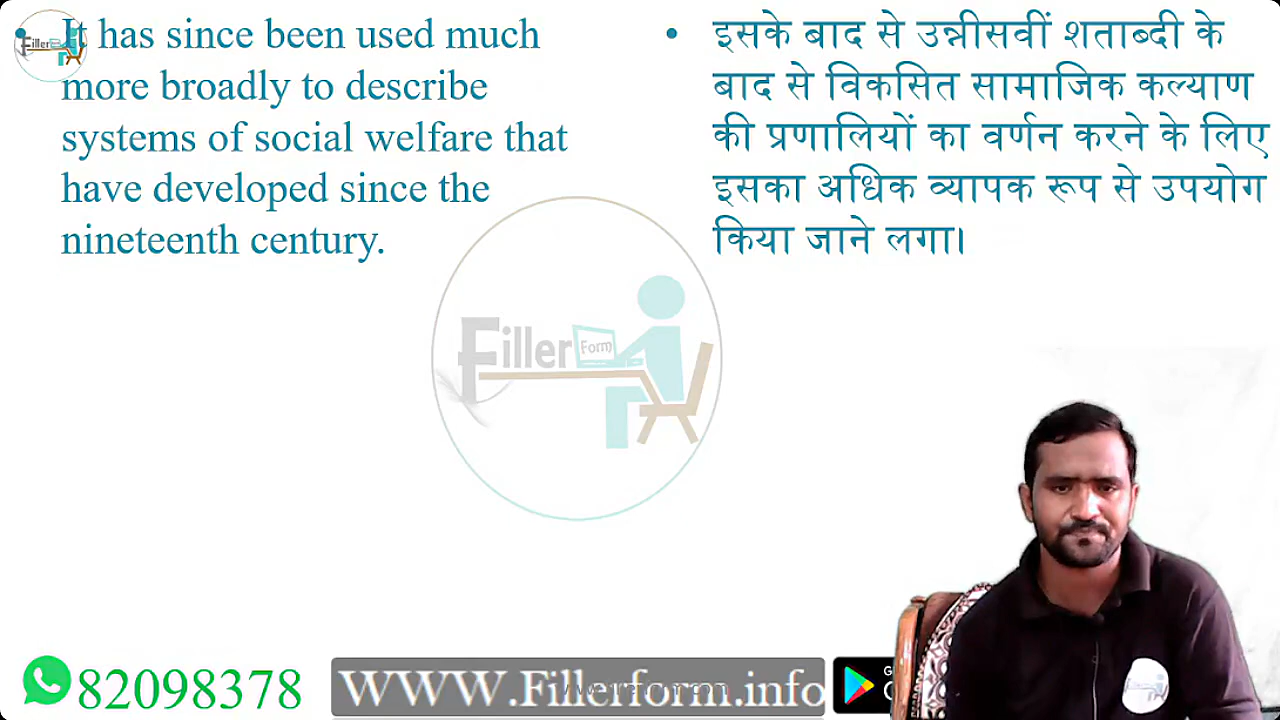 It has since been used much
more broadly to describe
systems of social welfare that
have developed since the
nineteenth century.
इसके बाद से उन्नीसवीं शताब्दी के
बाद से विकसित सामाजिक कल्याण
की प्रणालियों का वर्णन करने के लिए
इसका अधिक व्यापक रूप से उपयोग
किया जाने लगा।
Filler Form
82098378
WWW.Fillerform.info